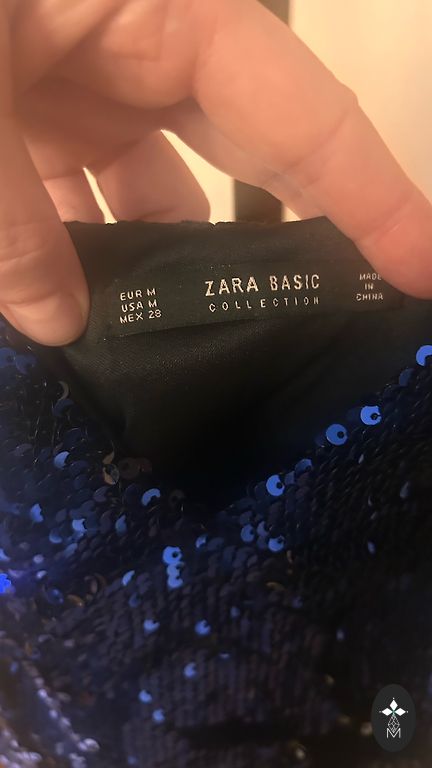 EUR M
USA M
MEX 28
ZARA BASIC
COLLECTION
MADE
IN
CHINA
M